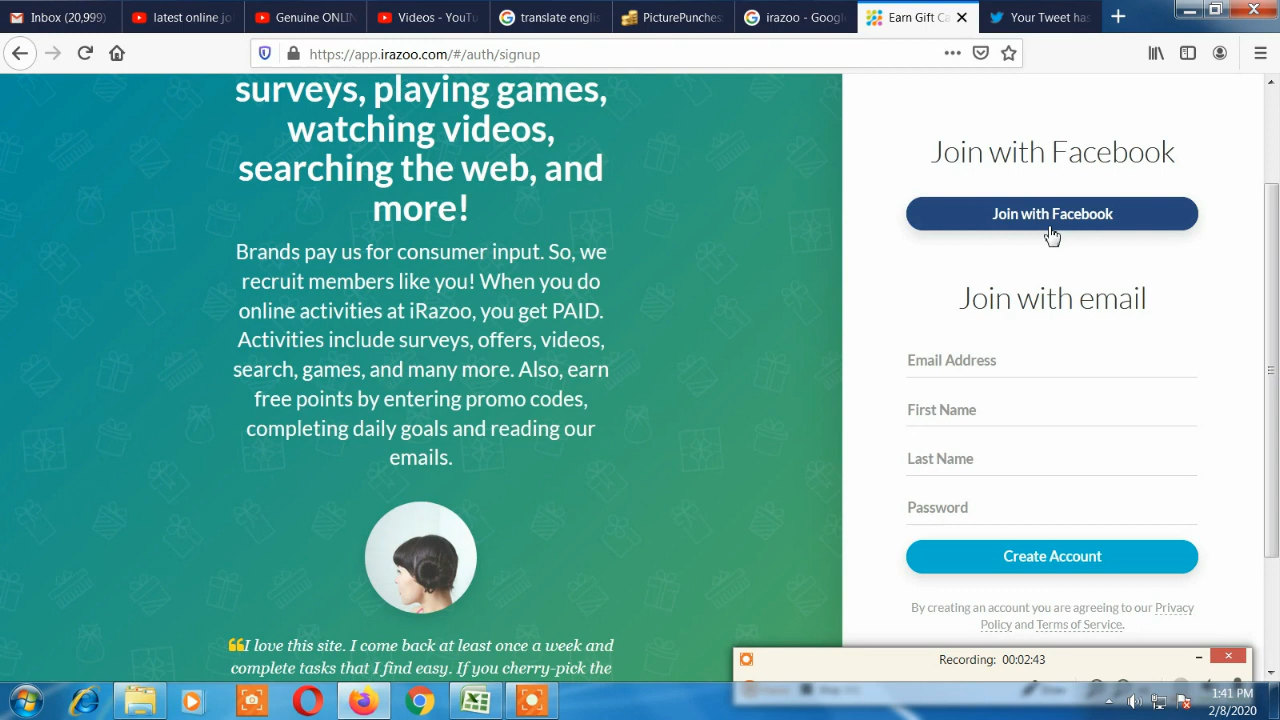 Inbox (20,999)
latest online jo
Genuine ONLIN
Videos - YouTu
translate englis
PicturePunches
irazoo - Google
Earn Gift Ca
Your Tweet has
https://app.irazoo.com/#/auth/signup
surveys, playing games,
watching videos,
searching the web, and
more!
Brands pay us for consumer input. So, we
recruit members like you! When you do
online activities at iRazoo, you get PAID.
Activities include surveys, offers, videos,
search, games, and many more. Also, earn
free points by entering promo codes,
completing daily goals and reading our
emails.
I love this site. I come back at least once a week and
complete tasks that I find easy. If you cherry-pick the
Join with Facebook
Join with Facebook
Join with email
Email Address
First Name
Last Name
Password
Create Account
By creating an account you are agreeing to our Privacy
Policy and Terms of Service.
Recording: 00:02:43
1:41 PM
2/8/2020